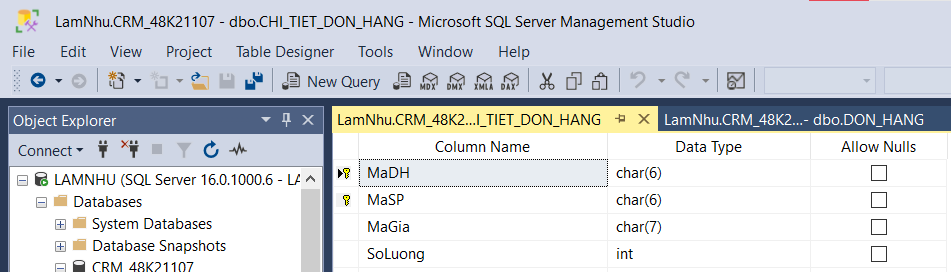 LamNhu.CRM_48K21107 - dbo.CHI_TIET_DON_HANG - Microsoft SQL Server Management Studio
File Edit View Project Table Designer Tools Window Help
New Query MDX DMX XMLA DAX
Object Explorer
Connect
LAMNHU (SQL Server 16.0.1000.6 - LA
Databases
System Databases
Database Snapshots
CRM_48K21107
LamNhu.CRM_48K2...I_TIET_DON_HANG LamNhu.CRM_48K2...- dbo.DON_HANG
Column Name Data Type Allow Nulls
MaDH char(6)
MaSP char(6)
MaGia char(7)
SoLuong int